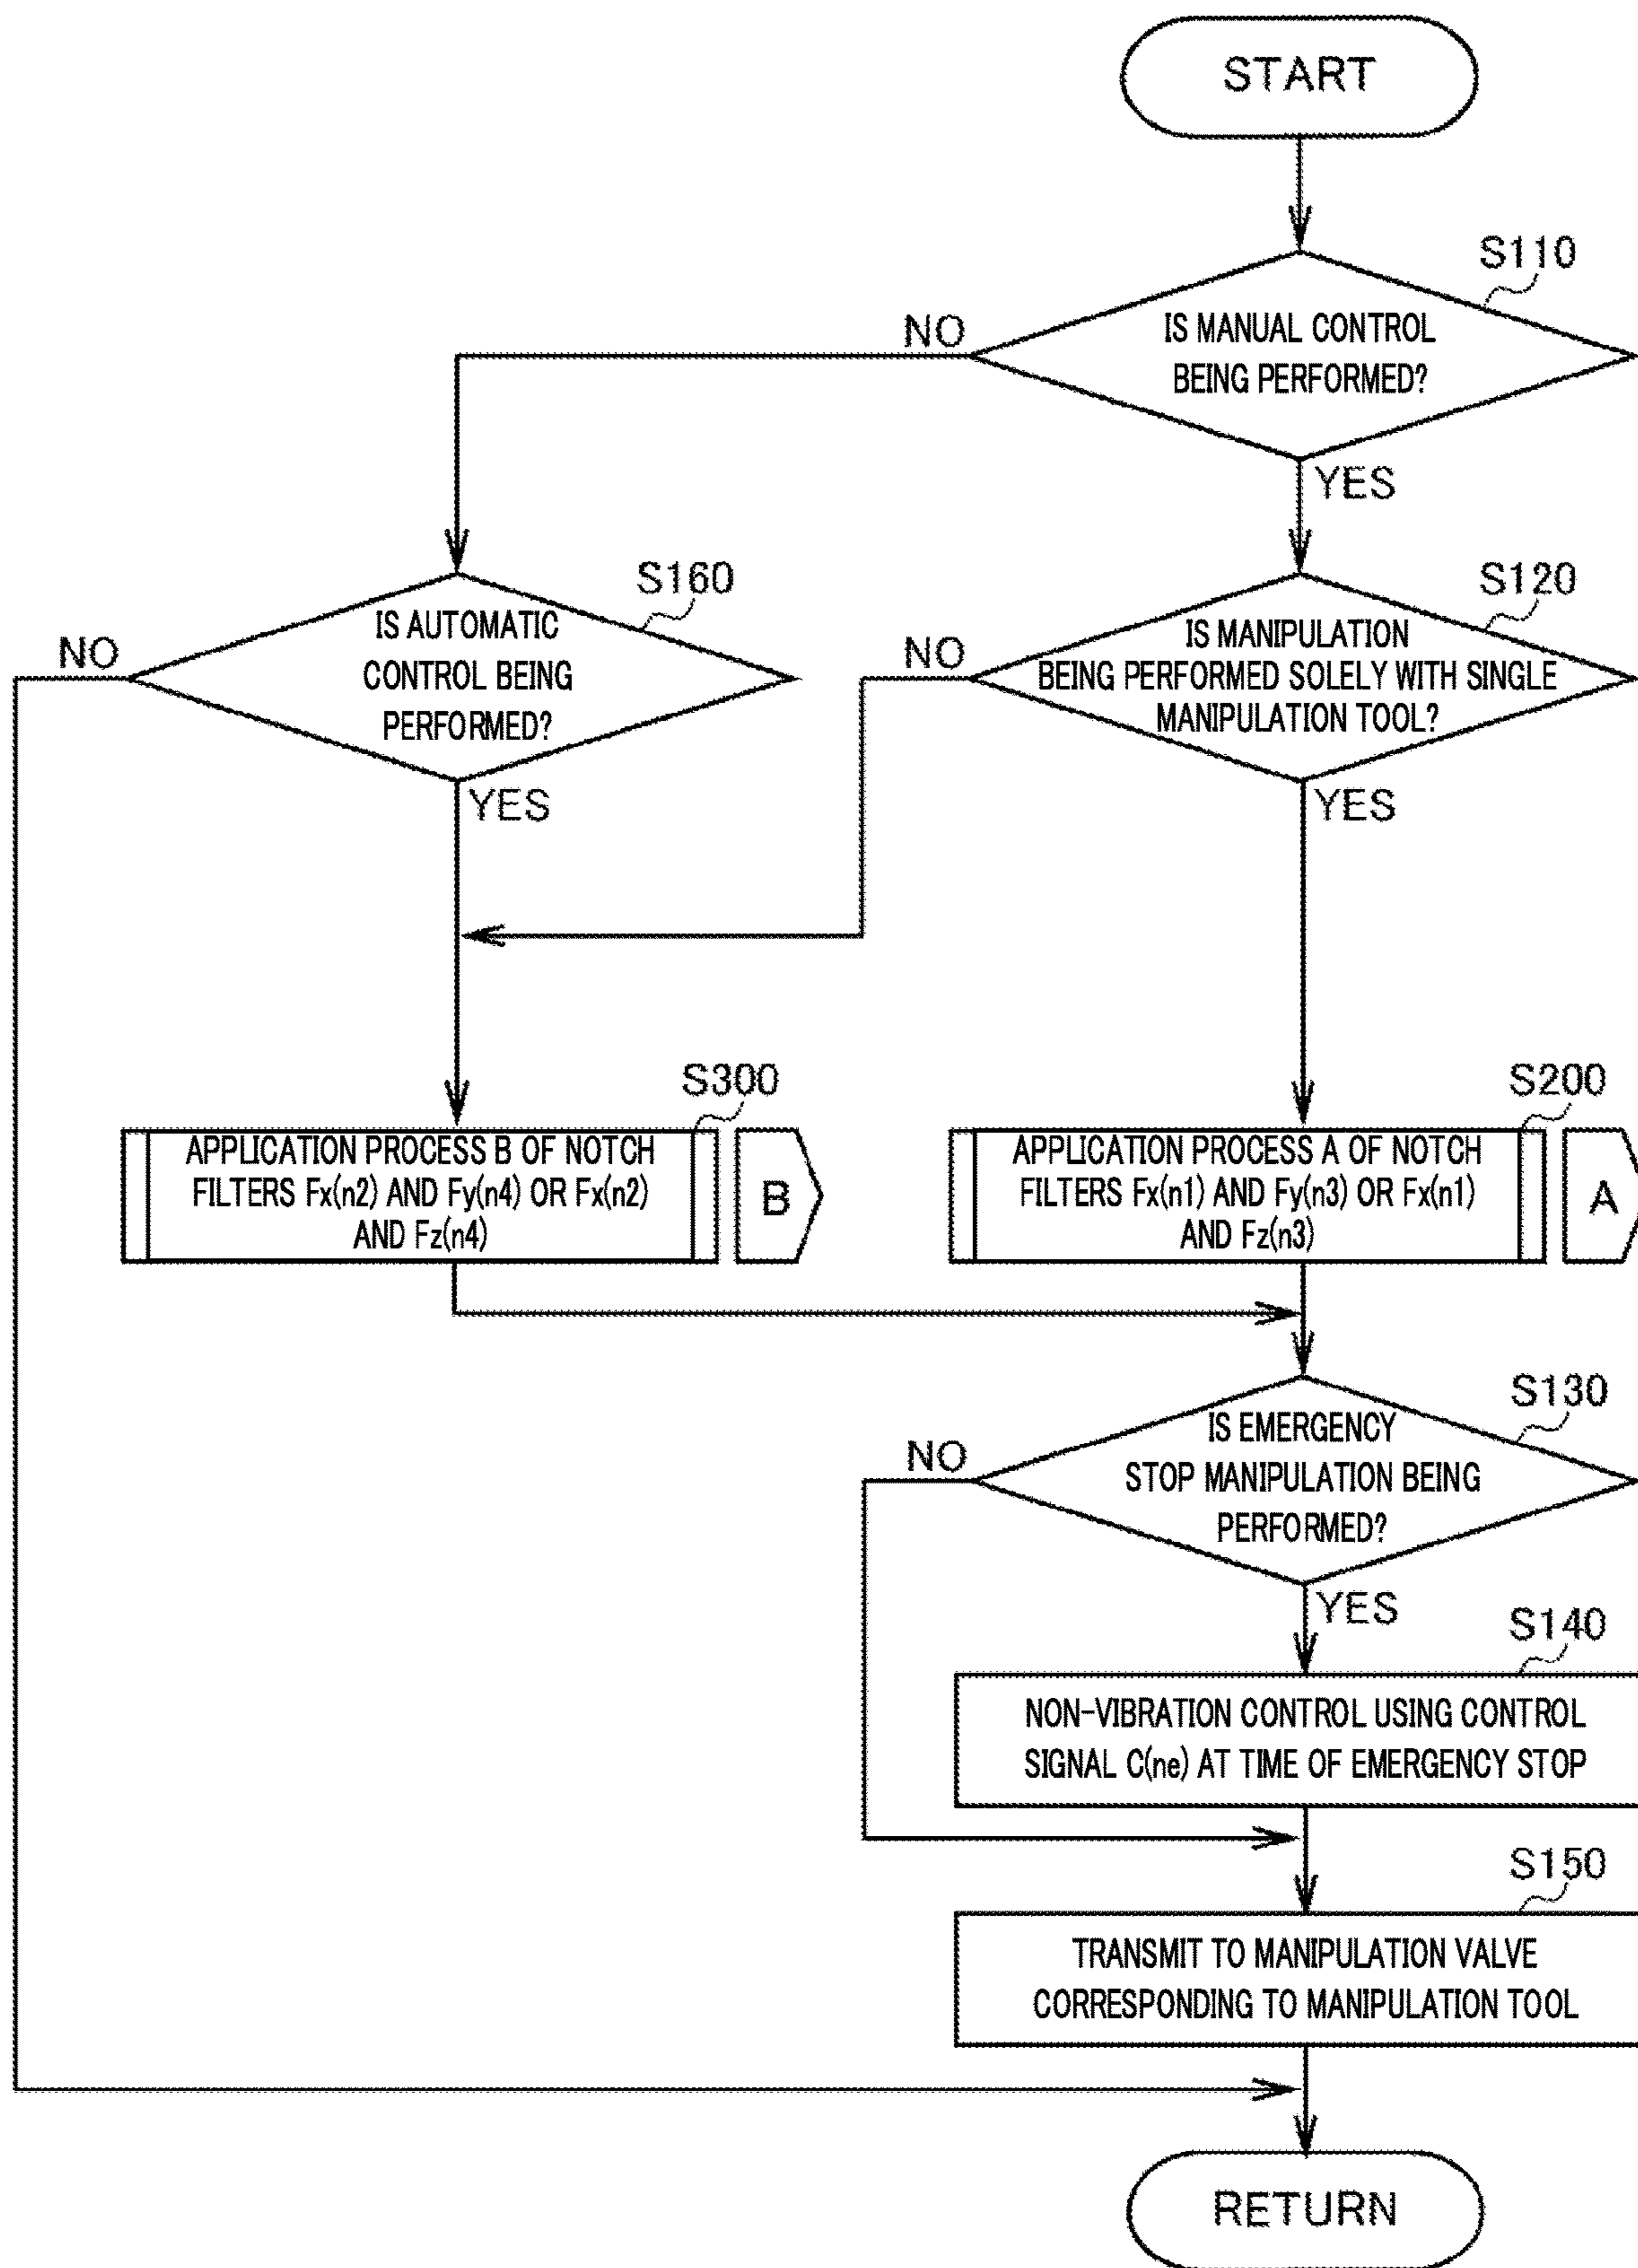 START
S110
IS MANUAL CONTROL
BEING PERFORMED?
NO
YES
S160
IS AUTOMATIC
CONTROL BEING
PERFORMED?
NO
YES
S120
IS MANIPULATION
BEING PERFORMED SOLELY WITH SINGLE
MANIPULATION TOOL?
NO
YES
S300
APPLICATION PROCESS B OF NOTCH
FILTERS Fx(n2) AND Fy(n4) OR Fx(n2)
AND Fz(n4)
B
S200
APPLICATION PROCESS A OF NOTCH
FILTERS Fx(n1) AND Fy(n3) OR Fx(n1)
AND Fz(n3)
A
S130
IS EMERGENCY
STOP MANIPULATION BEING
PERFORMED?
NO
YES
S140
NON-VIBRATION CONTROL USING CONTROL
SIGNAL C(ne) AT TIME OF EMERGENCY STOP
S150
TRANSMIT TO MANIPULATION VALVE
CORRESPONDING TO MANIPULATION TOOL
RETURN